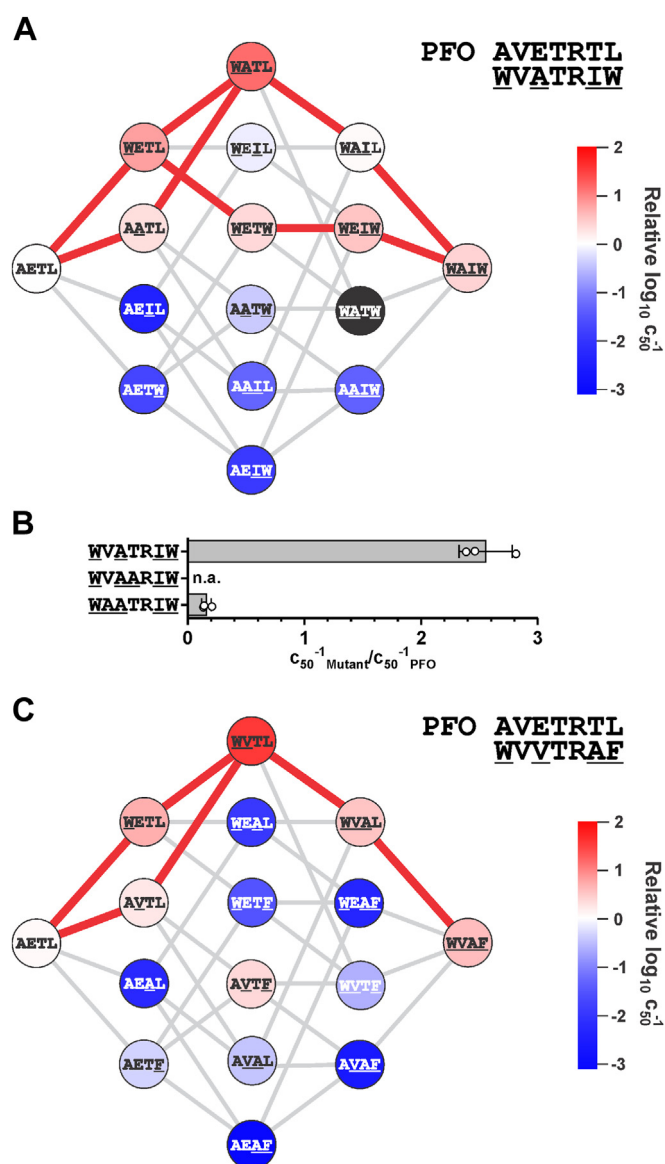 A
PFO AVETRTL
WVATRIW
WATL
WETL
WEIL
WAIL
AATL
WETW
WEIW
AETL
WAIW
AEIL
AATW
WATW
AETW
AAIL
AAIW
AEIW
2
1
0
-1
-2
-3
Relative log10 c50-1
B
WVATRIW
WVAARIW n.a.
WAATRIW
0 1 2 3
c50-1Mutant/c50-1PFO
C
PFO AVETRTL
WVVTRAF
WVTL
WETL
WEAL
WVAL
AVTL
WETF
WEAF
AETL
WVAF
AEAL
AVTF
WVTF
AETF
AVAL
AVAF
AEAF
2
1
0
-1
-2
-3
Relative log10 c50-1